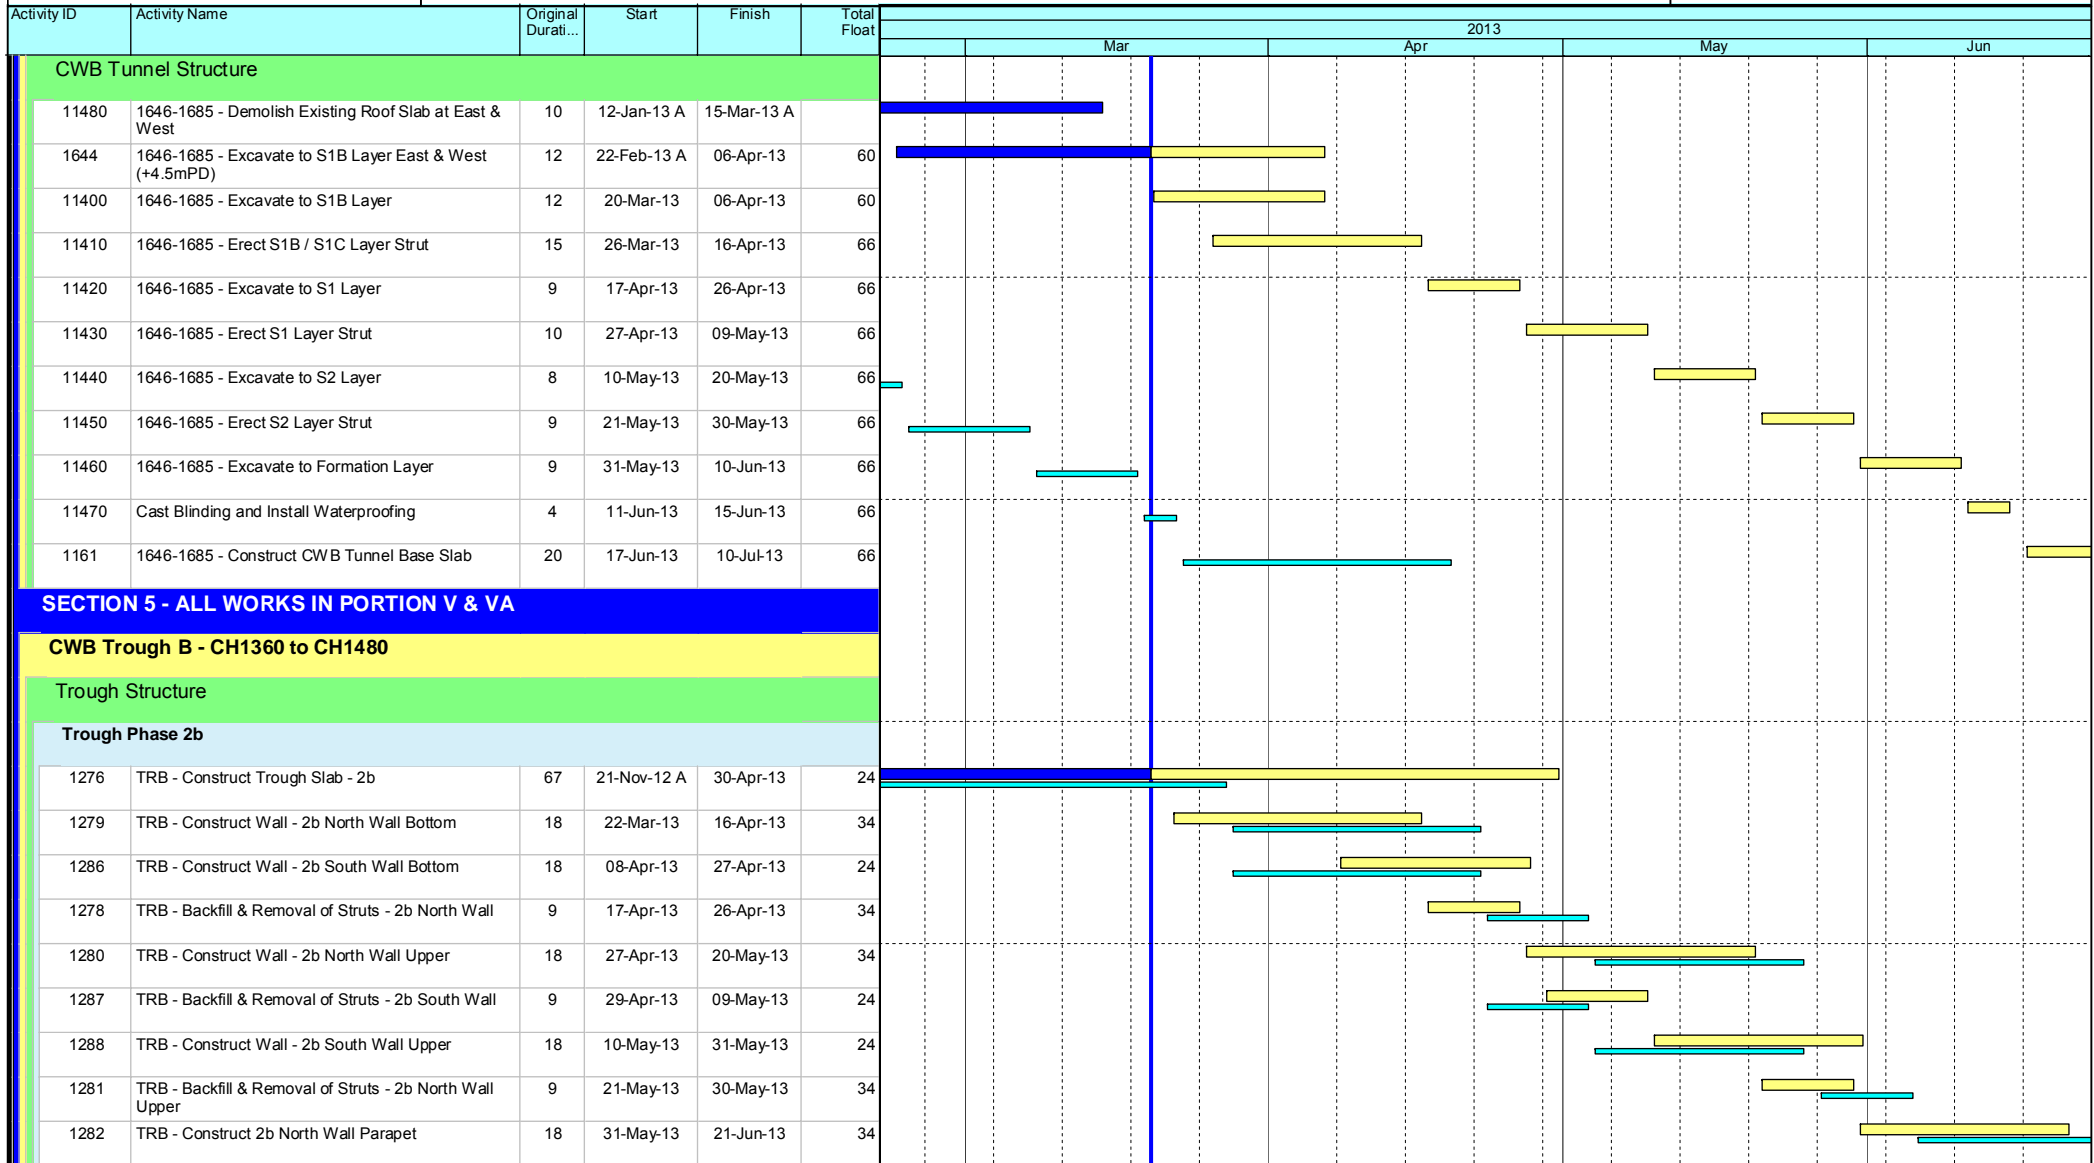 Activity ID Activity Name Original Start Finish Total
Durati... Float
2013
Mar Apr May Jun
CWB Tunnel Structure
11480 1646-1685 - Demolish Existing Roof Slab at East & 10 12-Jan-13 A 15-Mar-13 A
West
1644 1646-1685 - Excavate to S1B Layer East & West 12 22-Feb-13 A 06-Apr-13 60
(+4.5mPD)
11400 1646-1685 - Excavate to S1B Layer 12 20-Mar-13 06-Apr-13 60
11410 1646-1685 - Erect S1B / S1C Layer Strut 15 26-Mar-13 16-Apr-13 66
11420 1646-1685 - Excavate to S1 Layer 9 17-Apr-13 26-Apr-13 66
11430 1646-1685 - Erect S1 Layer Strut 10 27-Apr-13 09-May-13 66
11440 1646-1685 - Excavate to S2 Layer 8 10-May-13 20-May-13 66
11450 1646-1685 - Erect S2 Layer Strut 9 21-May-13 30-May-13 66
11460 1646-1685 - Excavate to Formation Layer 9 31-May-13 10-Jun-13 66
11470 Cast Blinding and Install Waterproofing 4 11-Jun-13 15-Jun-13 66
1161 1646-1685 - Construct CWB Tunnel Base Slab 20 17-Jun-13 10-Jul-13 66
SECTION 5 - ALL WORKS IN PORTION V & VA
CWB Trough B - CH1360 to CH1480
Trough Structure
Trough Phase 2b
1276 TRB - Construct Trough Slab - 2b 67 21-Nov-12 A 30-Apr-13 24
1279 TRB - Construct Wall - 2b North Wall Bottom 18 22-Mar-13 16-Apr-13 34
1286 TRB - Construct Wall - 2b South Wall Bottom 18 08-Apr-13 27-Apr-13 24
1278 TRB - Backfill & Removal of Struts - 2b North Wall 9 17-Apr-13 26-Apr-13 34
1280 TRB - Construct Wall - 2b North Wall Upper 18 27-Apr-13 20-May-13 34
1287 TRB - Backfill & Removal of Struts - 2b South Wall 9 29-Apr-13 09-May-13 24
1288 TRB - Construct Wall - 2b South Wall Upper 18 10-May-13 31-May-13 24
1281 TRB - Backfill & Removal of Struts - 2b North Wall 9 21-May-13 30-May-13 34
Upper
1282 TRB - Construct 2b North Wall Parapet 18 31-May-13 21-Jun-13 34